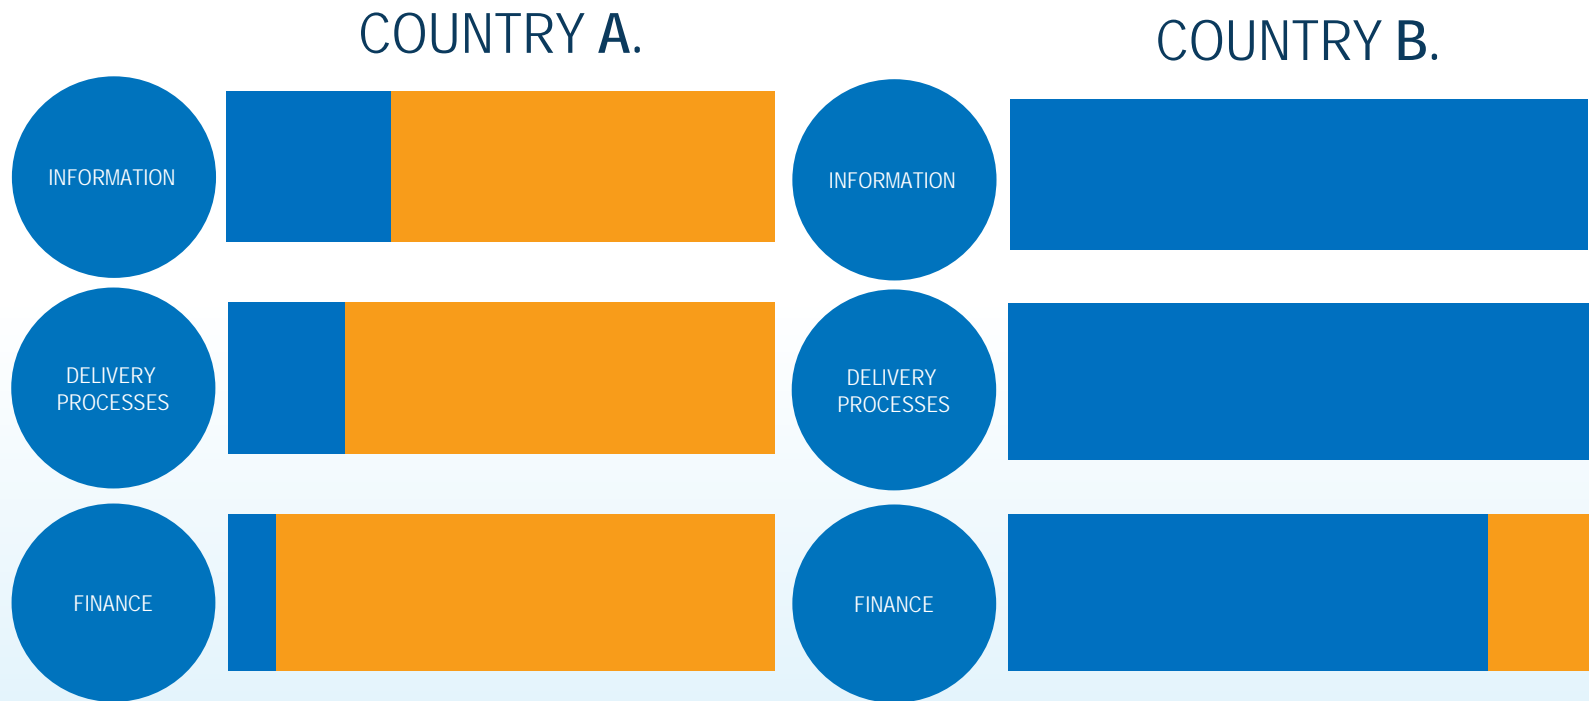 COUNTRY A.
INFORMATION
DELIVERY
PROCESSES
FINANCE
COUNTRY B.
INFORMATION
DELIVERY
PROCESSES
FINANCE